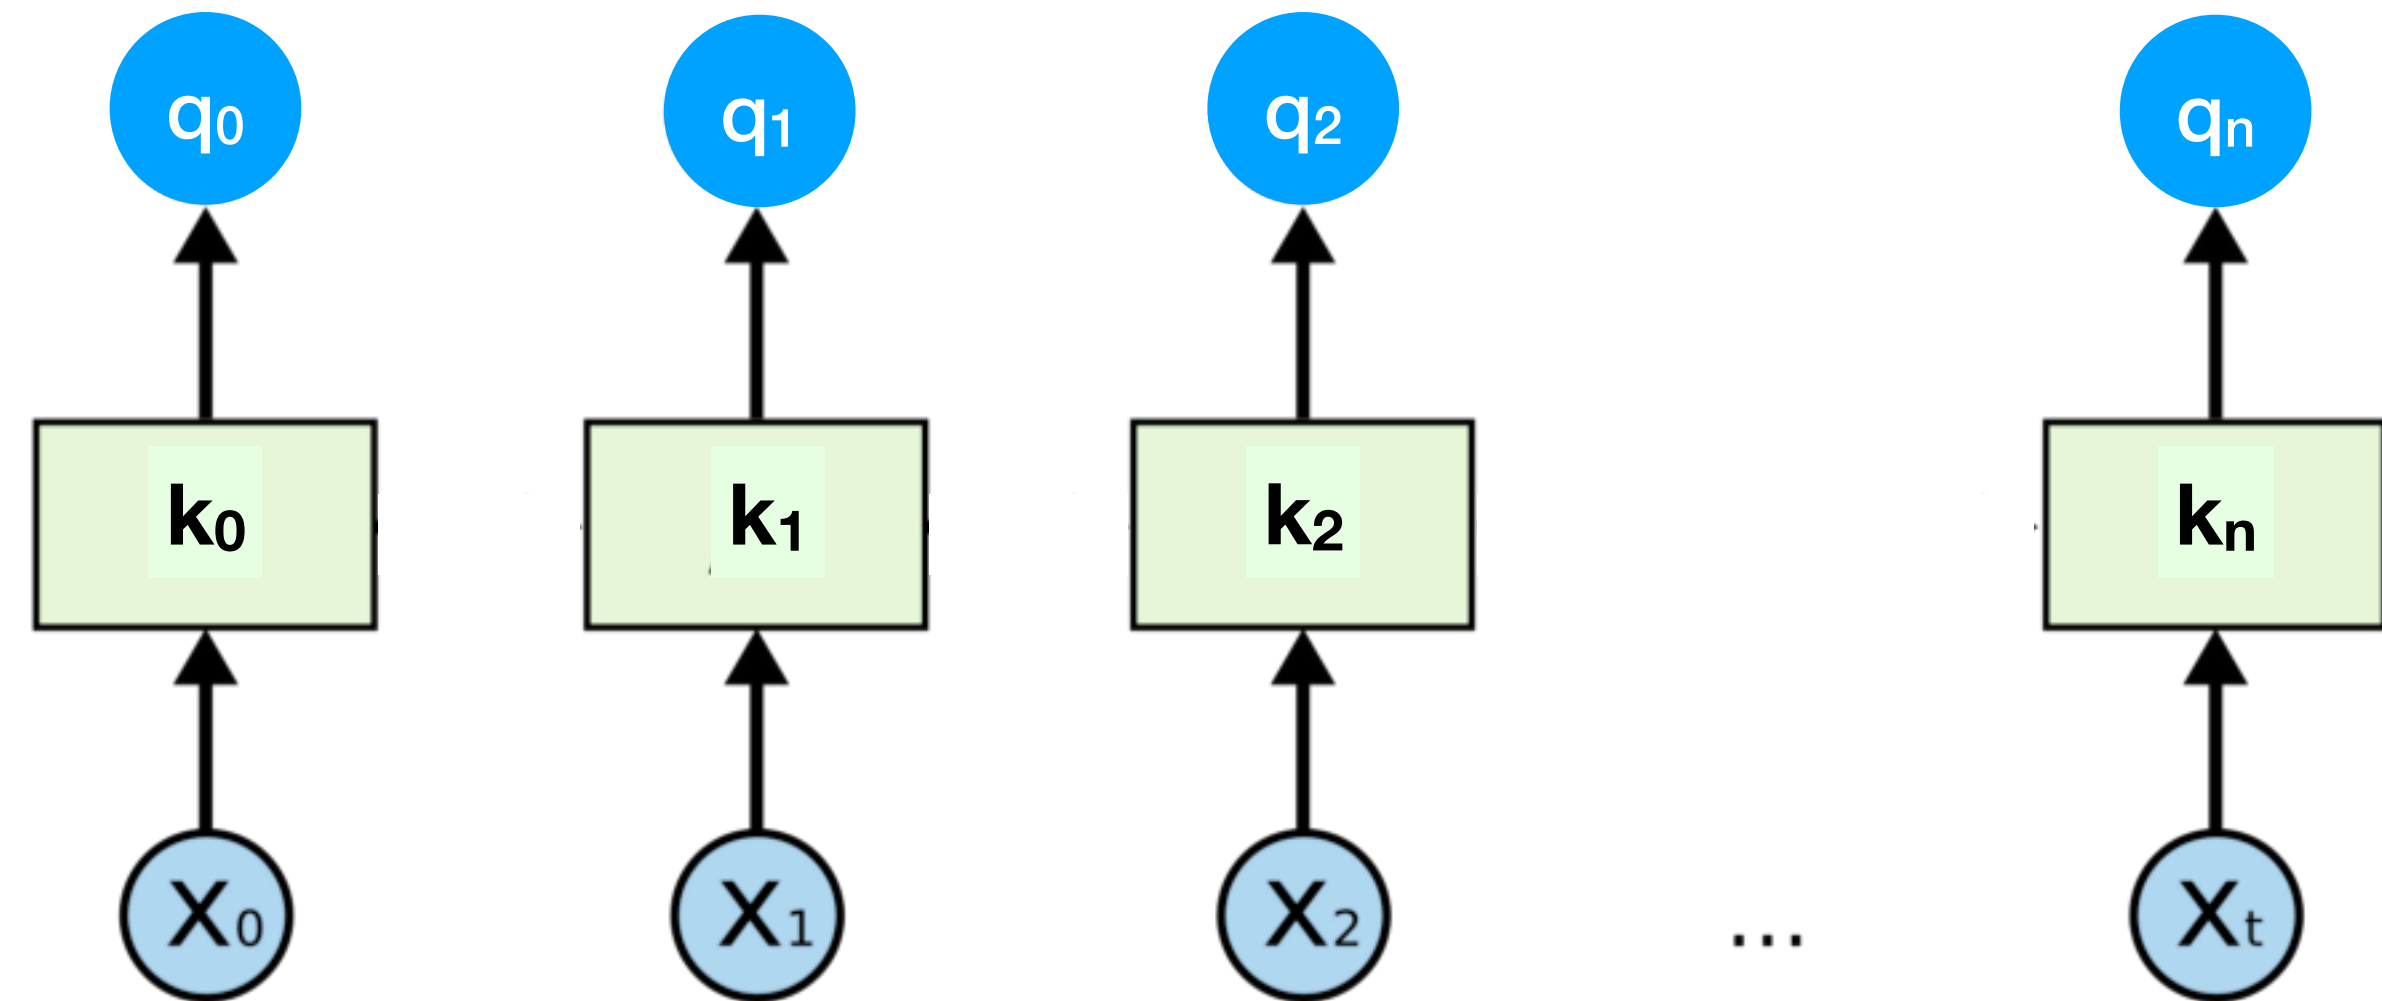 q₀ q₁ q₂ qₙ
k₀ k₁ k₂ kₙ
X₀ X₁ X₂ ... Xₜ